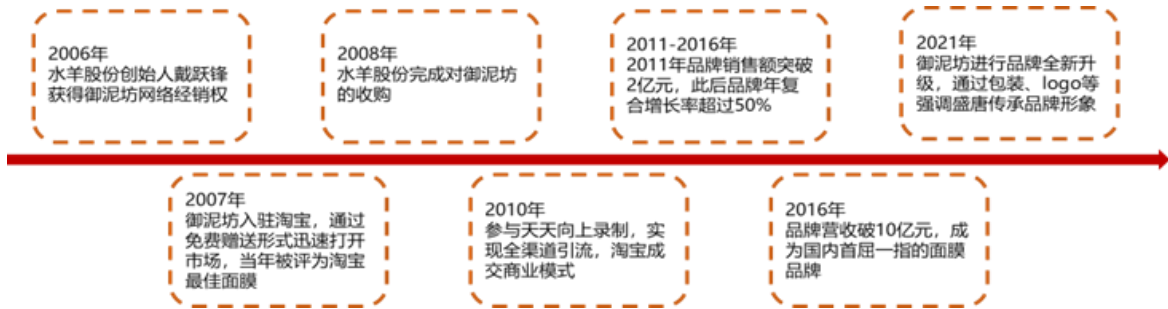 2006年
水羊股份创始人戴跃锋
获得御泥坊网络经销权
2007年
御泥坊入驻淘宝，通过
免费赠送形式迅速打开
市场，当年被评为淘宝
最佳面膜
2008年
水羊股份完成对御泥坊
的收购
2010年
参与天天向上录制，实
现全渠道引流，淘宝成
交商业模式
2011-2016年
2011年品牌销售额突破
2亿元，此后品牌年复
合增长率超过50%
2016年
品牌营收破10亿元，成
为国内首屈一指的面膜
品牌
2021年
御泥坊进行品牌全新升
级，通过包装、logo等
强调盛唐传承品牌形象